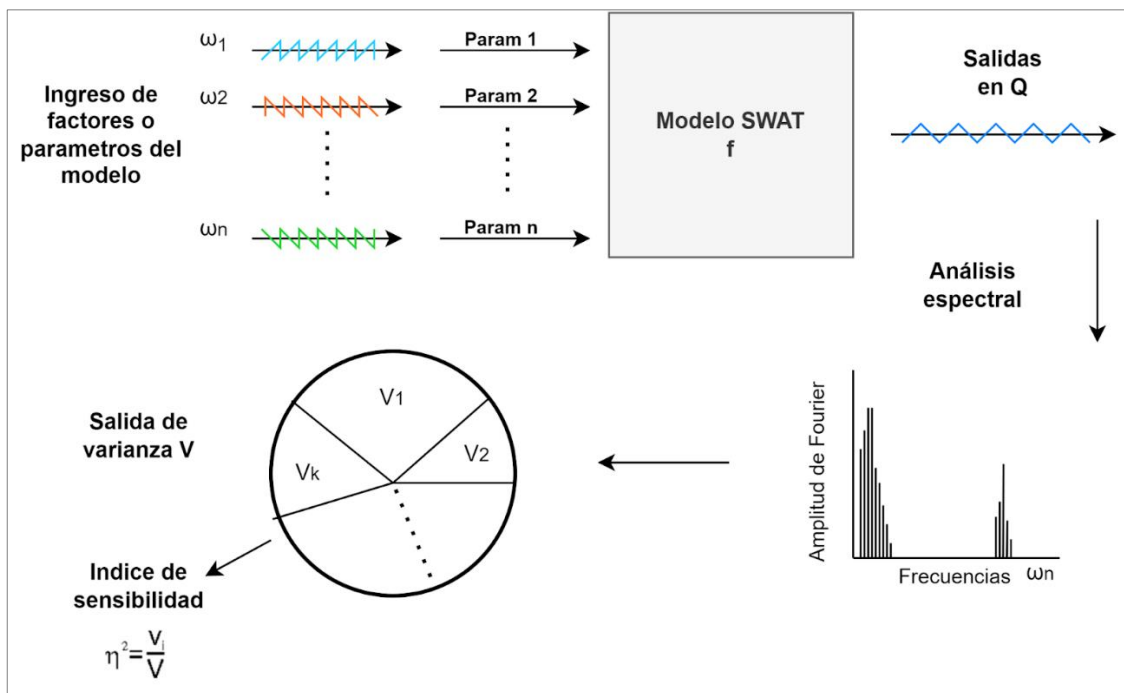 ω1
Param 1
Ingreso de
factores o
parametros del
modelo
ω2
Param 2
ωn
Param n
Modelo SWAT
f
Salidas
en Q
Análisis
espectral
Amplitud de Fourier
Frecuencias ωn
Salida de
varianza V
V1
V2
Vk
Indice de
sensibilidad
η²=vi/V